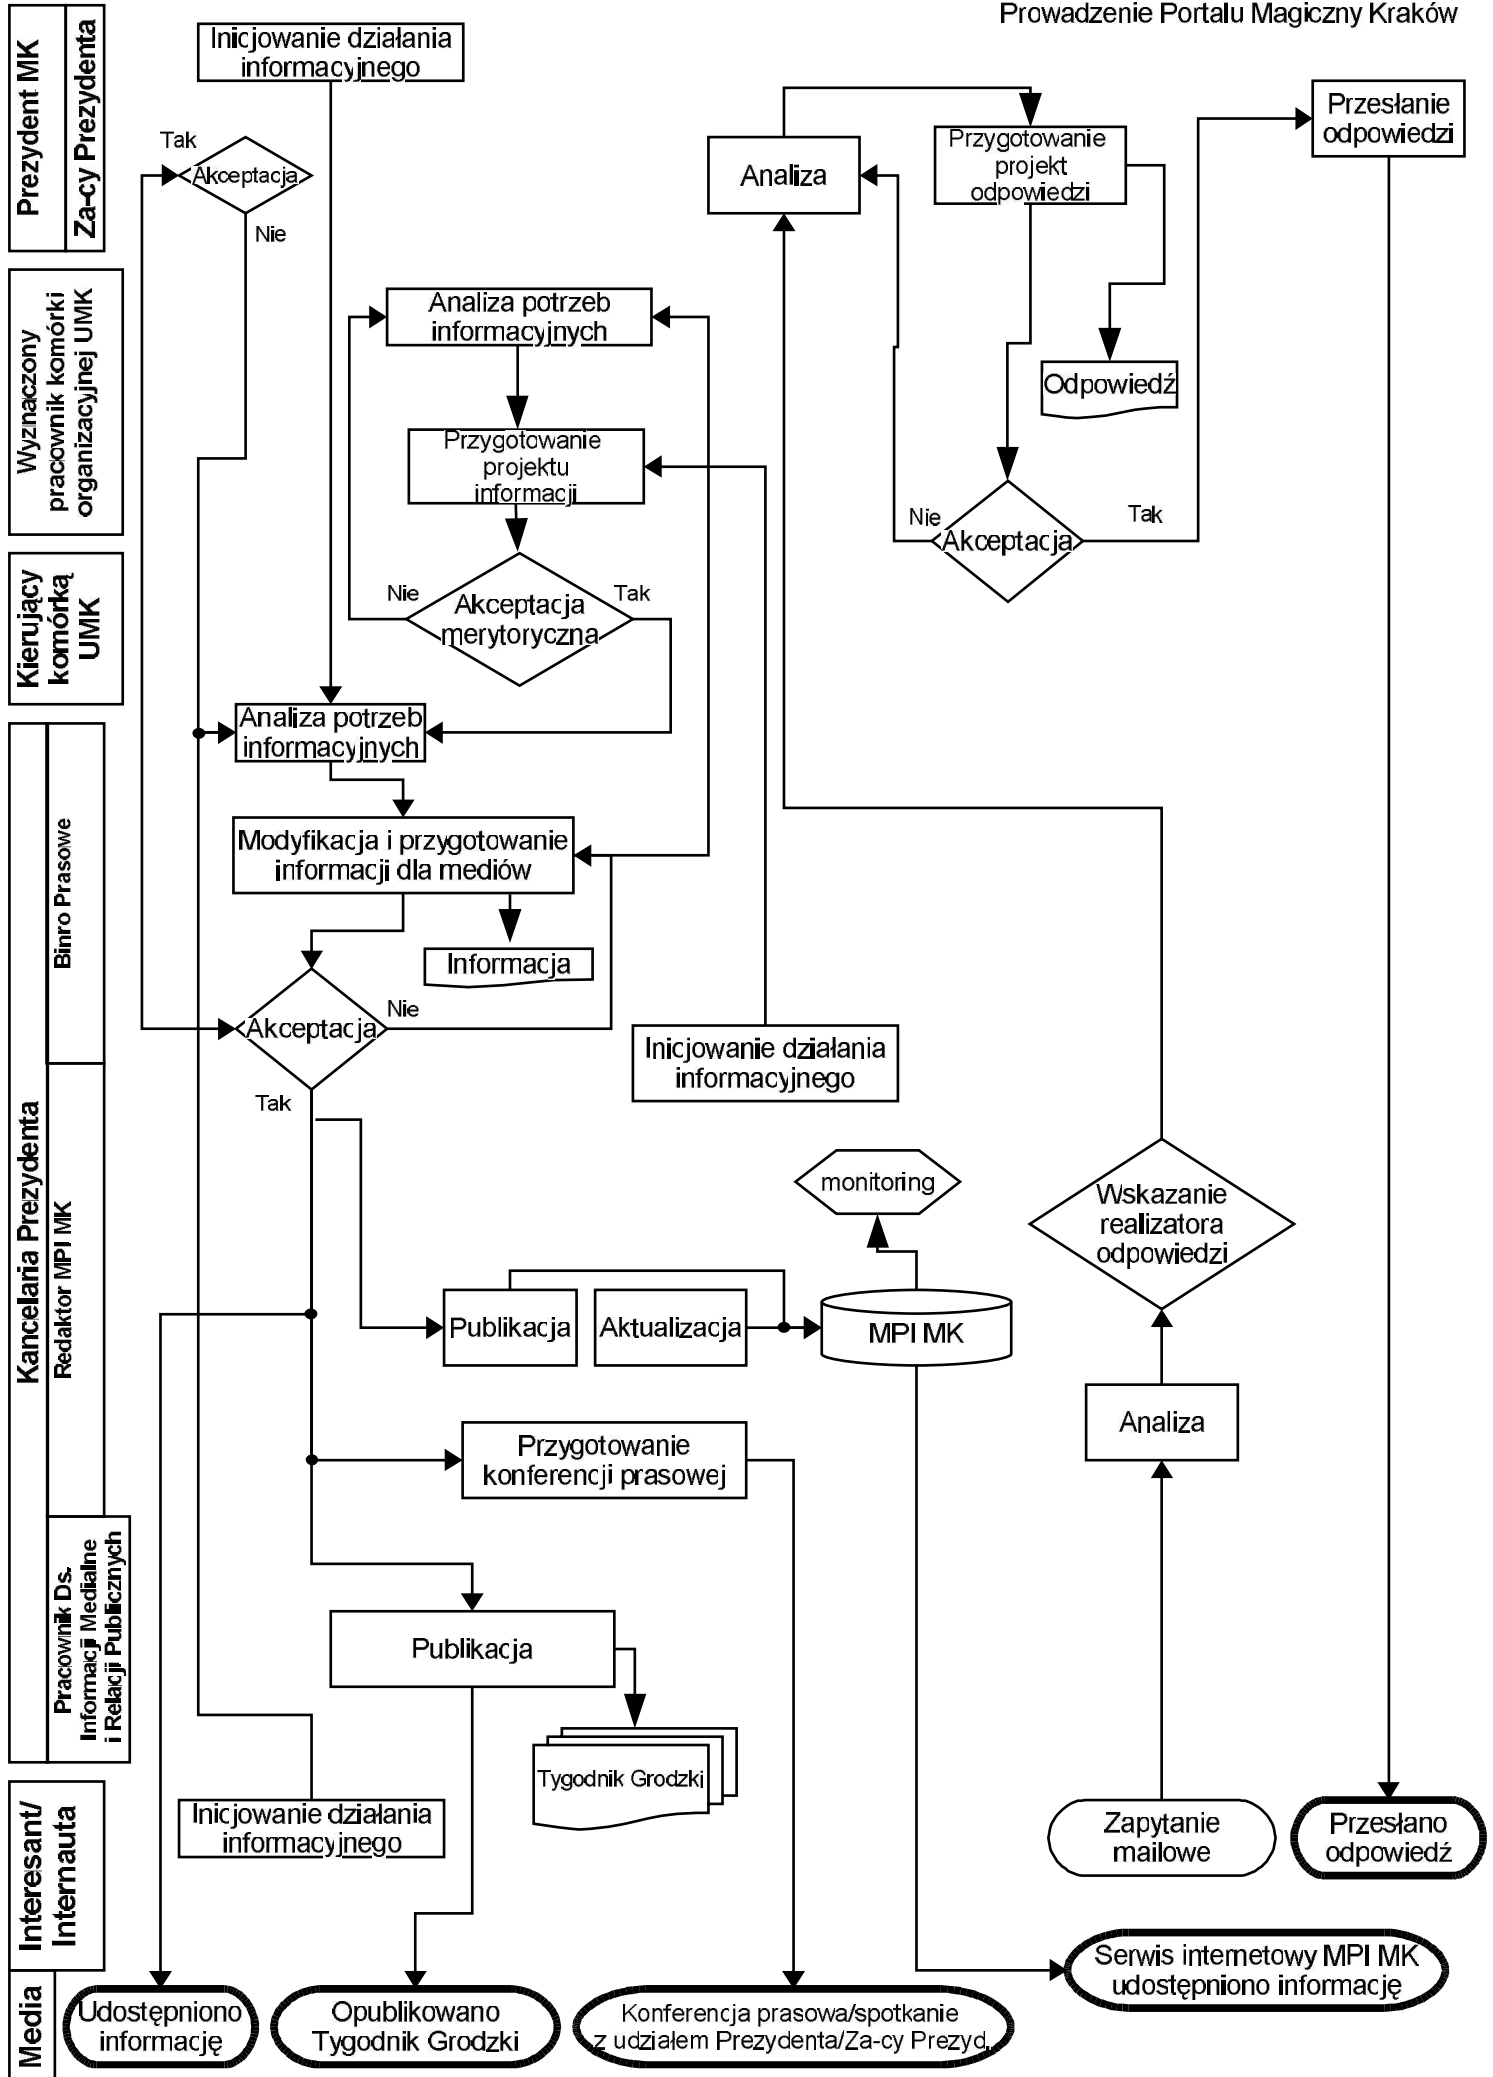 Prowadzenie Portalu Magiczny Kraków
Prezydent MK
Za-cy Prezydenta
Inicjowanie działania
informacyjnego
Tak
Akceptacja
Nie
Analiza
Przygotowanie
projekt
odpowiedzi
Przesłanie
odpowiedzi
Wyznaczony
pracownik komórki
organizacyjnej UMK
Analiza potrzeb
informacyjnych
Odpowiedź
Przygotowanie
projektu
informacji
Nie
Akceptacja
Tak
Kierujący
komórką
UMK
Nie
Akceptacja
merytoryczna
Tak
Kancelaria Prezydenta
Binro Prasowe
Analiza potrzeb
informacyjnych
Modyfikacja i przygotowanie
informacji dla mediów
Informacja
Akceptacja
Nie
Tak
Inicjowanie działania
informacyjnego
Redaktor MPI MK
monitoring
Wskazanie
realizatora
odpowiedzi
Publikacja
Aktualizacja
MPI MK
Analiza
Przygotowanie
konferencji prasowej
Pracownik Ds.
Informacji Medialne
i Relacji Publicznych
Publikacja
Tygodnik Grodzki
Interesant/
Internauta
Inicjowanie działania
informacyjnego
Zapytanie
mailowe
Przesłano
odpowiedź
Serwis internetowy MPI MK
udostępniono informację
Media
Udostępniono
informację
Opublikowano
Tygodnik Grodzki
Konferencja prasowa/spotkanie
z udziałem Prezydenta/Za-cy Prezyd.